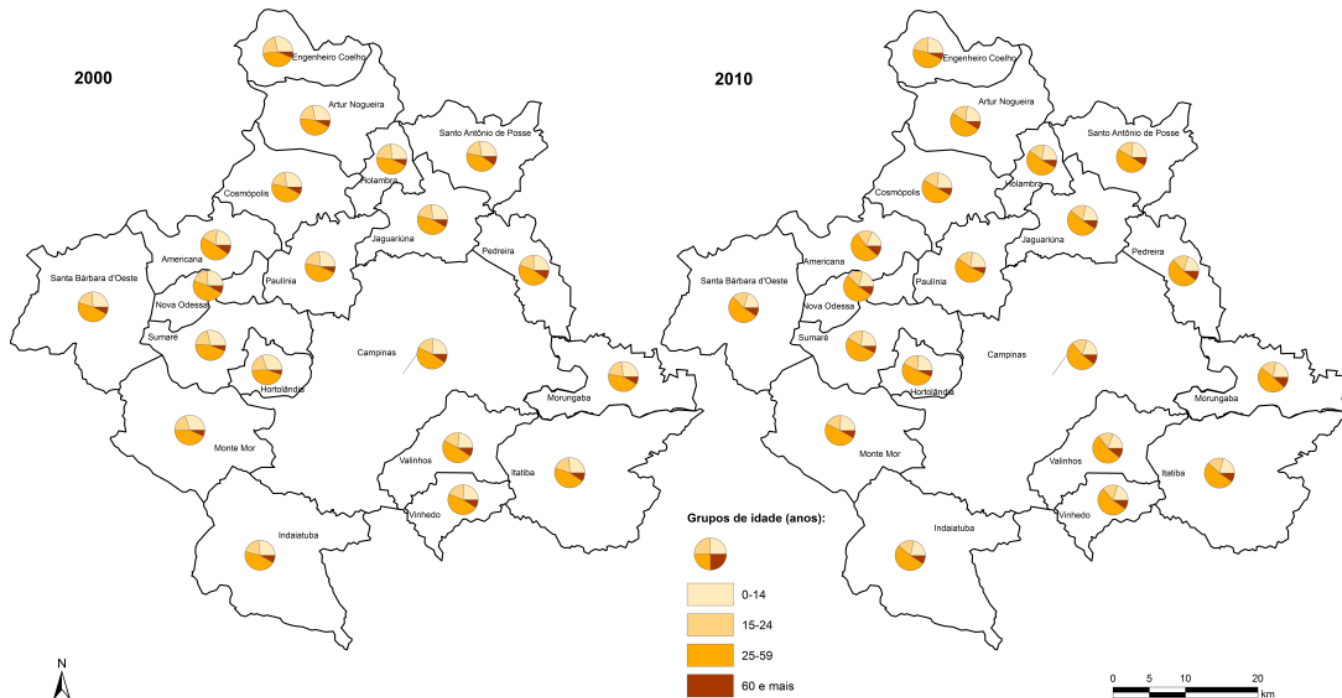 2000
Engenheiro Coelho
Artur Nogueira
Santo Antônio de Posse
Holambra
Cosmópolis
Jaguariúna
Americana
Pedreira
Santa Bárbara d'Oeste
Paulínia
Nova Odessa
Sumaré
Campinas
Hortolândia
Morungaba
Monte Mor
Valinhos
Itatiba
Vinhedo
Indaiatuba
N
2010
Engenheiro Coelho
Artur Nogueira
Santo Antônio de Posse
Holambra
Cosmópolis
Jaguariúna
Americana
Pedreira
Santa Bárbara d'Oeste
Paulínia
Nova Odessa
Sumaré
Campinas
Hortolândia
Morungaba
Monte Mor
Valinhos
Itatiba
Vinhedo
Indaiatuba
Grupos de idade (anos):
0-14
15-24
25-59
60 e mais
0 5 10 20
km